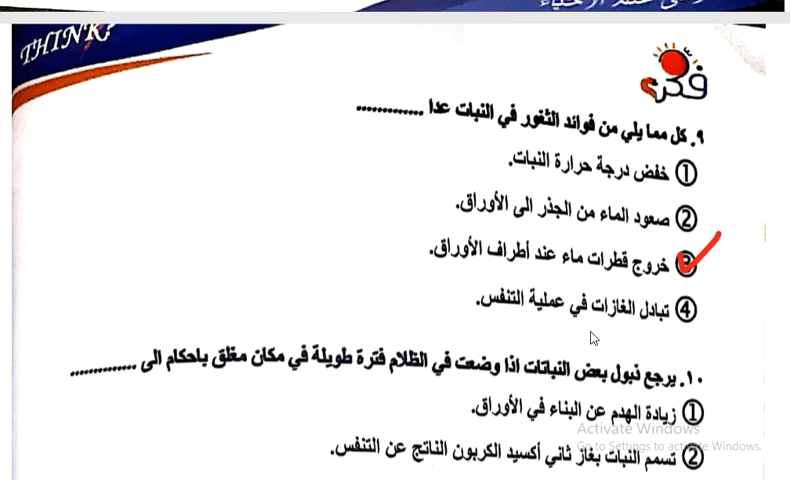 THINK?
فكر
٩. كل مما يلي من فوائد الثغور في النبات عدا .............
① خفض درجة حرارة النبات.
② صعود الماء من الجذر الى الأوراق.
③ خروج قطرات ماء عند أطراف الأوراق.
④ تبادل الغازات في عملية التنفس.
١٠. يرجع ذبول بعض النباتات اذا وضعت في الظلام فترة طويلة في مكان مغلق باحكام الى .............
① زيادة الهدم عن البناء في الأوراق.
Activate Windows
② تسمم النبات بغاز ثاني أكسيد الكربون الناتج عن التنفس.
Go to Settings to activate Windows.